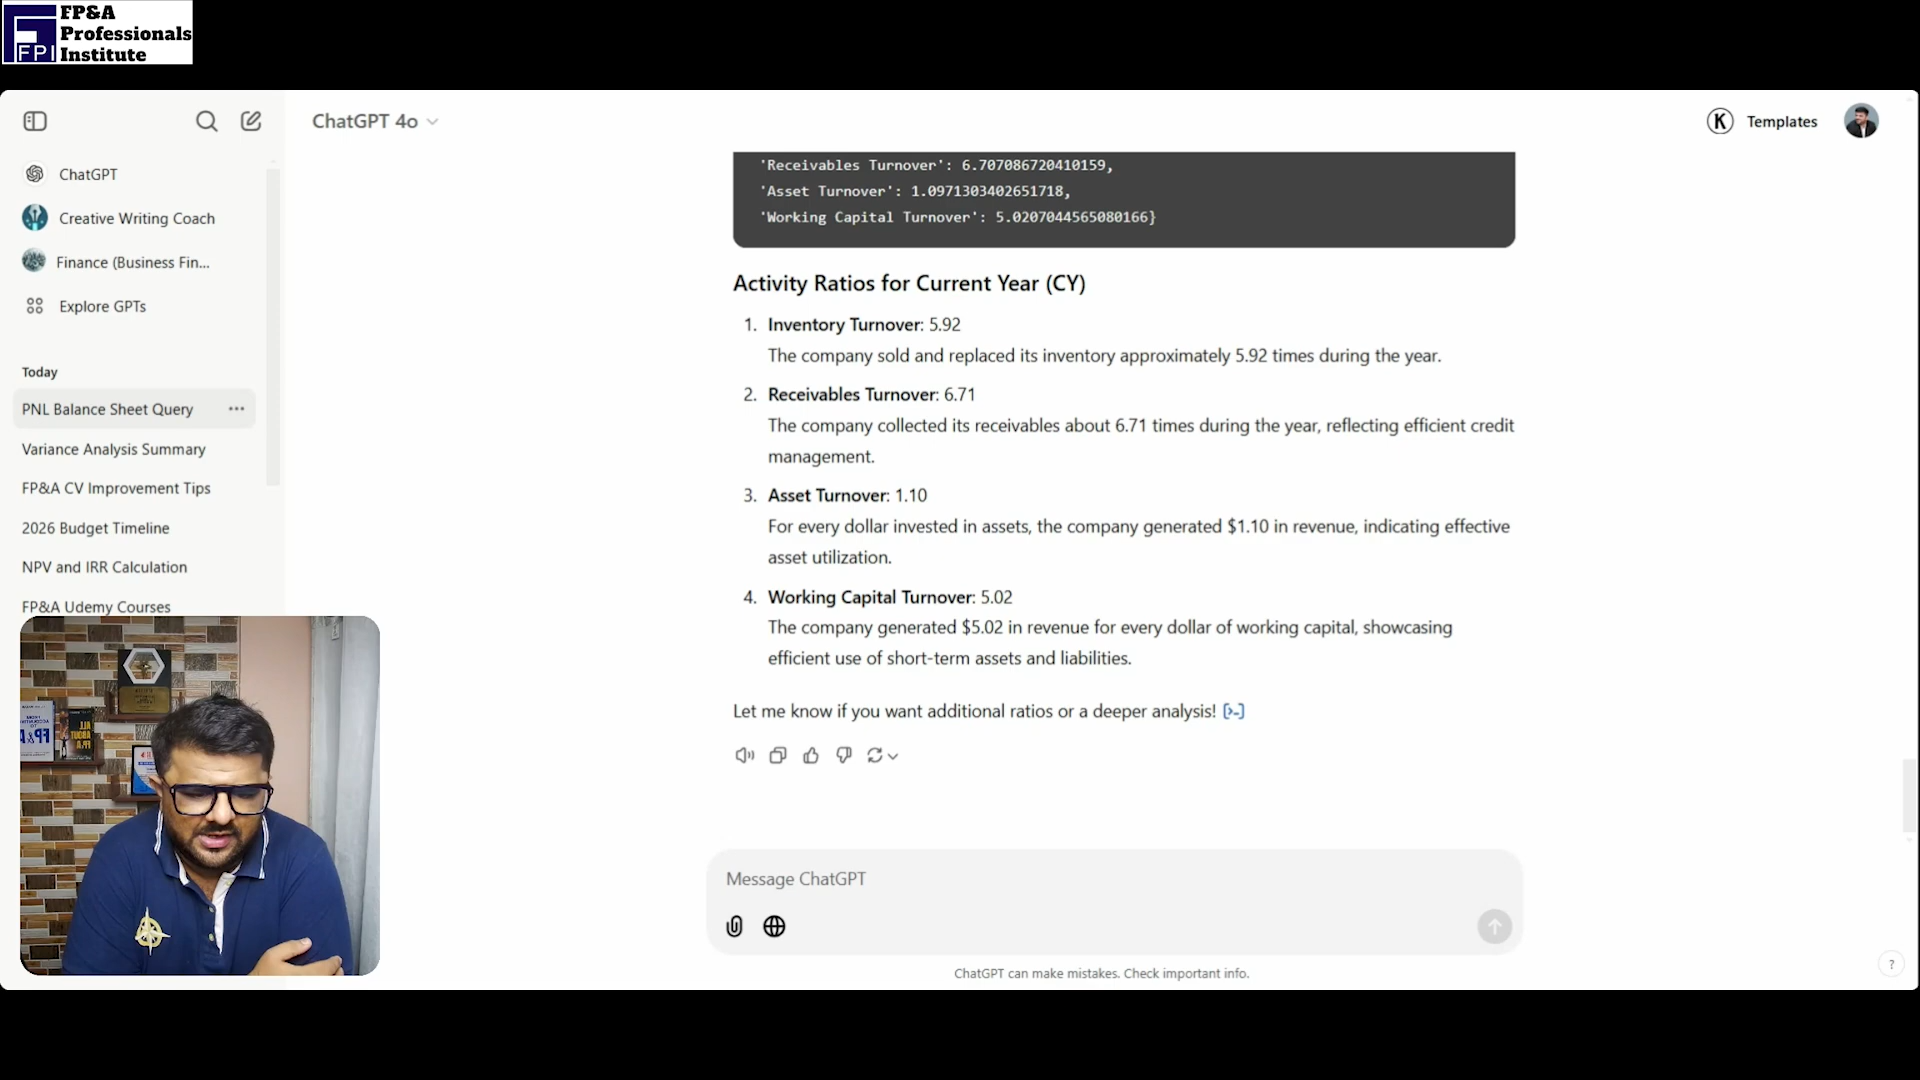 FP&A
Professionals
Institute
FPI
ChatGPT 4o
K Templates
ChatGPT
Creative Writing Coach
Finance (Business Fin...
Explore GPTs
Today
PNL Balance Sheet Query
Variance Analysis Summary
FP&A CV Improvement Tips
2026 Budget Timeline
NPV and IRR Calculation
FP&A Udemy Courses
'Receivables Turnover': 6.707086720410159,
'Asset Turnover': 1.0971303402651718,
'Working Capital Turnover': 5.0207044565080166}
Activity Ratios for Current Year (CY)
1. Inventory Turnover: 5.92
The company sold and replaced its inventory approximately 5.92 times during the year.
2. Receivables Turnover: 6.71
The company collected its receivables about 6.71 times during the year, reflecting efficient credit
management.
3. Asset Turnover: 1.10
For every dollar invested in assets, the company generated $1.10 in revenue, indicating effective
asset utilization.
4. Working Capital Turnover: 5.02
The company generated $5.02 in revenue for every dollar of working capital, showcasing
efficient use of short-term assets and liabilities.
Let me know if you want additional ratios or a deeper analysis! [>-]
Message ChatGPT
ChatGPT can make mistakes. Check important info.
?
ALL
ABOUT
FP&A